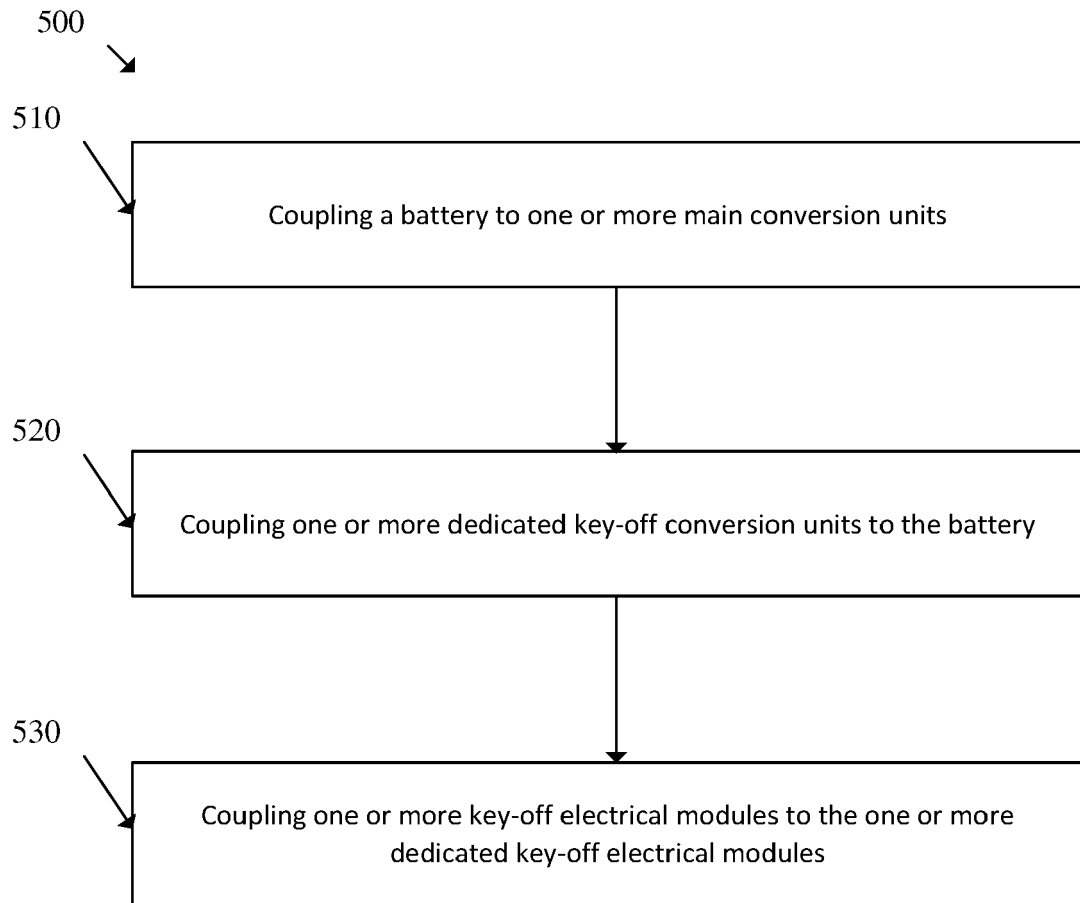 500
510
Coupling a battery to one or more main conversion units
520
Coupling one or more dedicated key-off conversion units to the battery
530
Coupling one or more key-off electrical modules to the one or more
dedicated key-off electrical modules